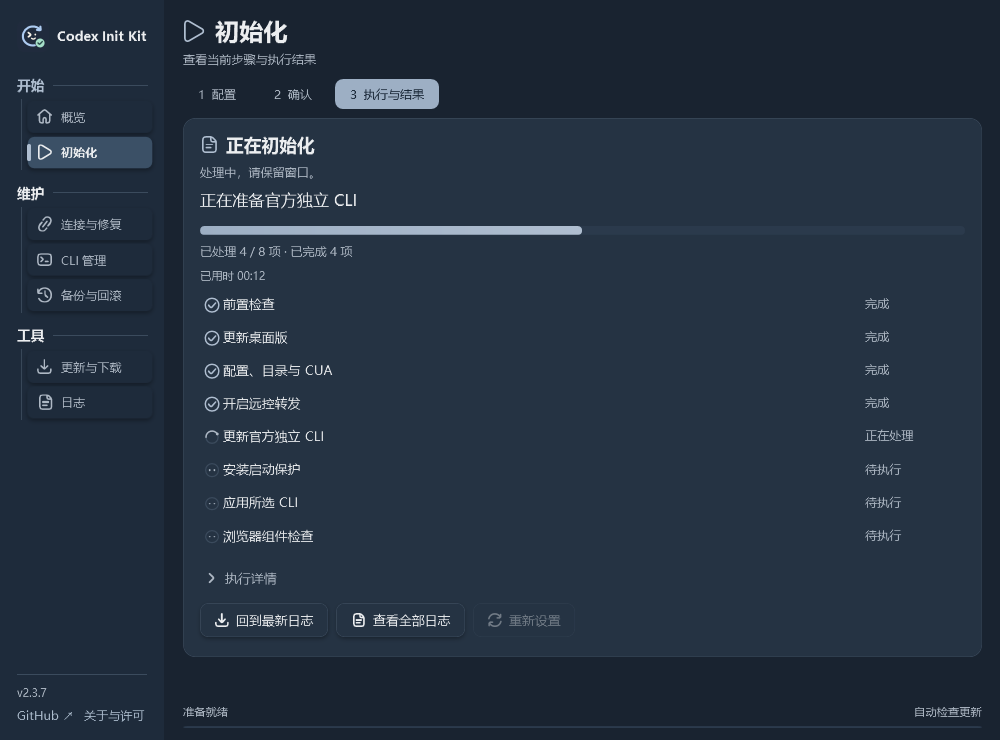 Codex Init Kit
开始
概览
初始化
维护
连接与修复
CLI 管理
备份与回滚
工具
更新与下载
日志
v2.3.7
GitHub ↗ 关于与许可
初始化
查看当前步骤与执行结果
1 配置 2 确认 3 执行与结果
正在初始化
处理中，请保留窗口。
正在准备官方独立 CLI
已处理 4 / 8 项 · 已完成 4 项
已用时 00:12
前置检查 完成
更新桌面版 完成
配置、目录与 CUA 完成
开启远控转发 完成
更新官方独立 CLI 正在处理
安装启动保护 待执行
应用所选 CLI 待执行
浏览器组件检查 待执行
执行详情
回到最新日志 查看全部日志 重新设置
准备就绪 自动检查更新